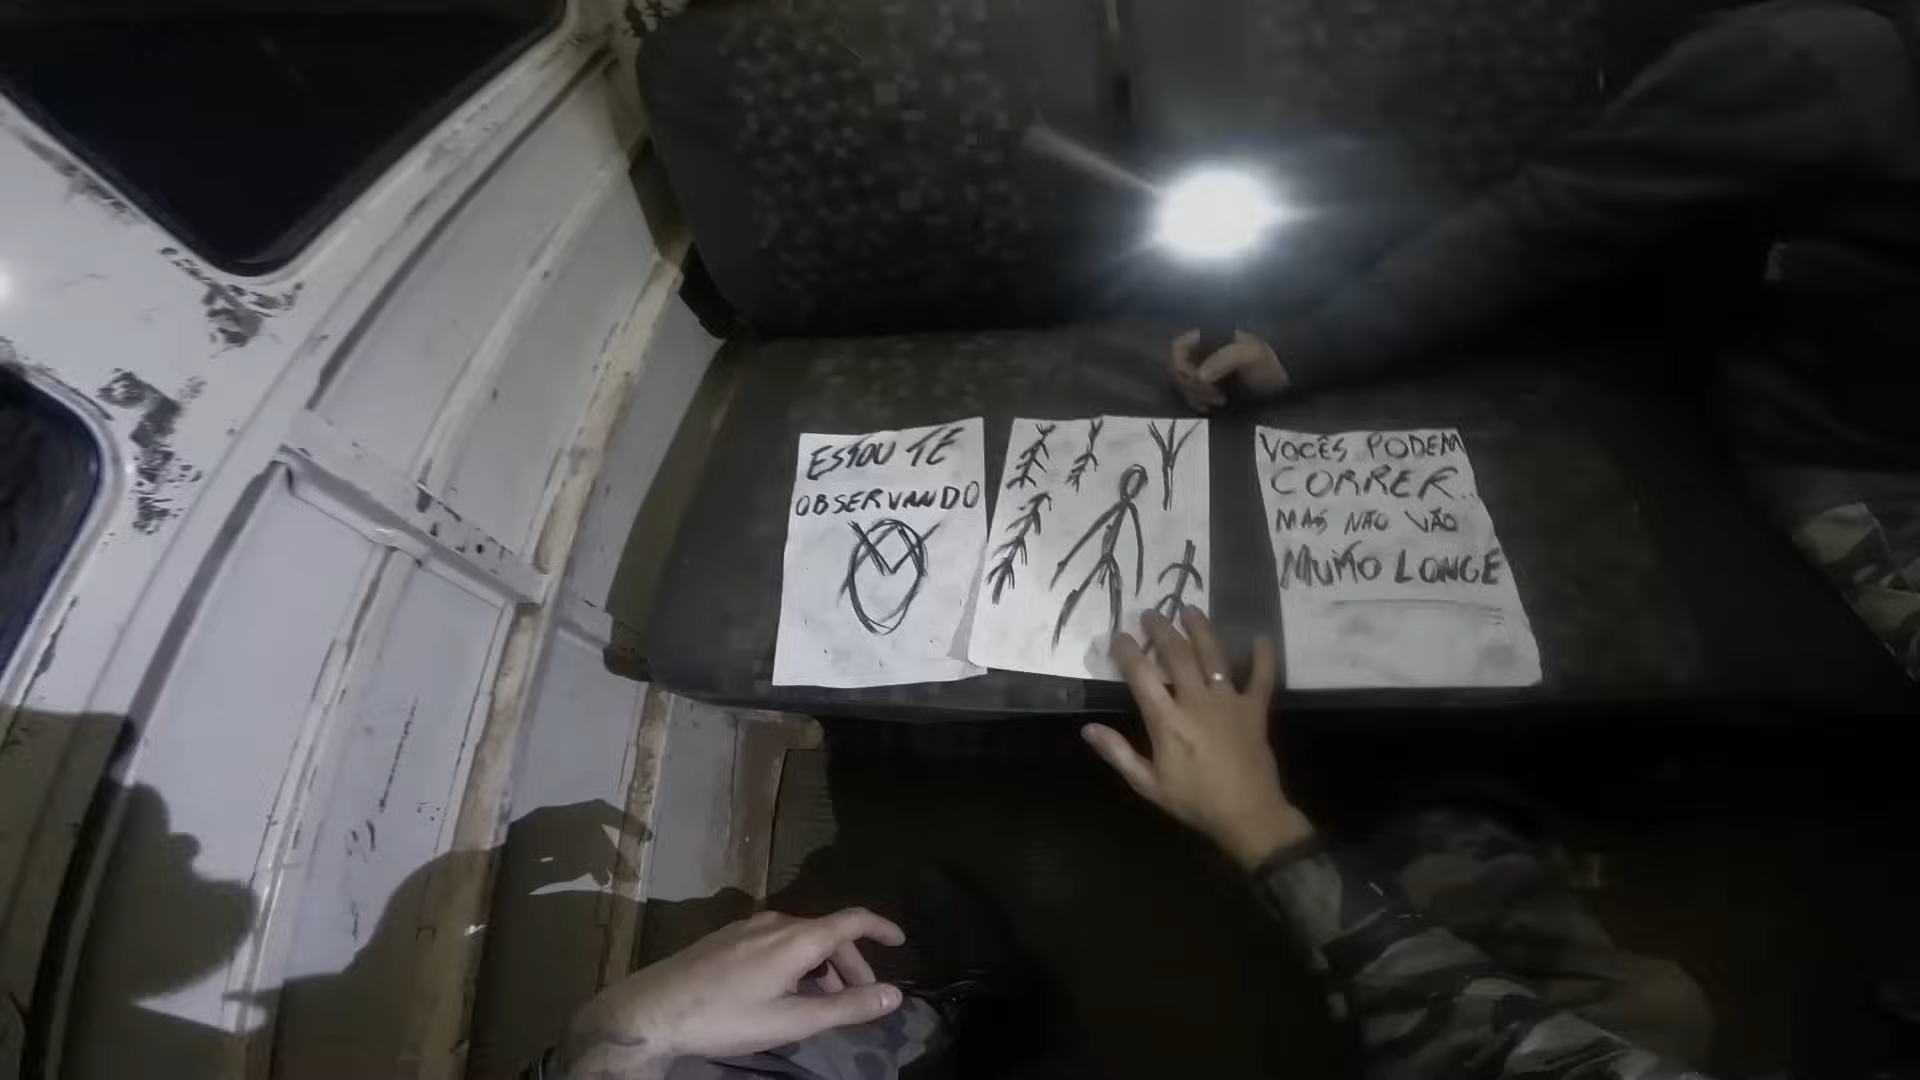 ESTOU TE
OBSERVANDO
VOCÊS PODEM
CORRER...
MAS NÃO VÃO
MUITO LONGE